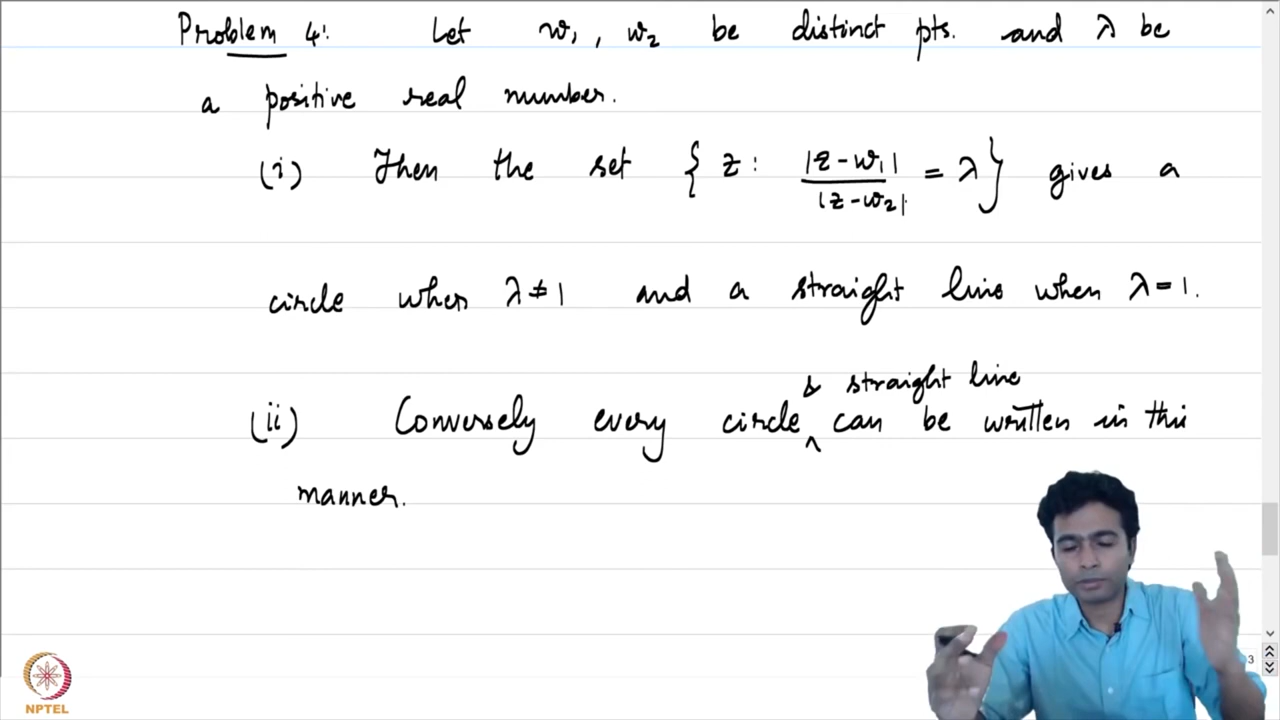 Problem 4: Let w₁, w₂ be distinct pts. and λ be
a positive real number.
(i) Then the set { z : |z-w₁| / |z-w₂| = λ } gives a
circle when λ ≠ 1 and a straight line when λ = 1.
& straight line
(ii) Conversely every circle ^ can be written in this
manner.
3
NPTEL